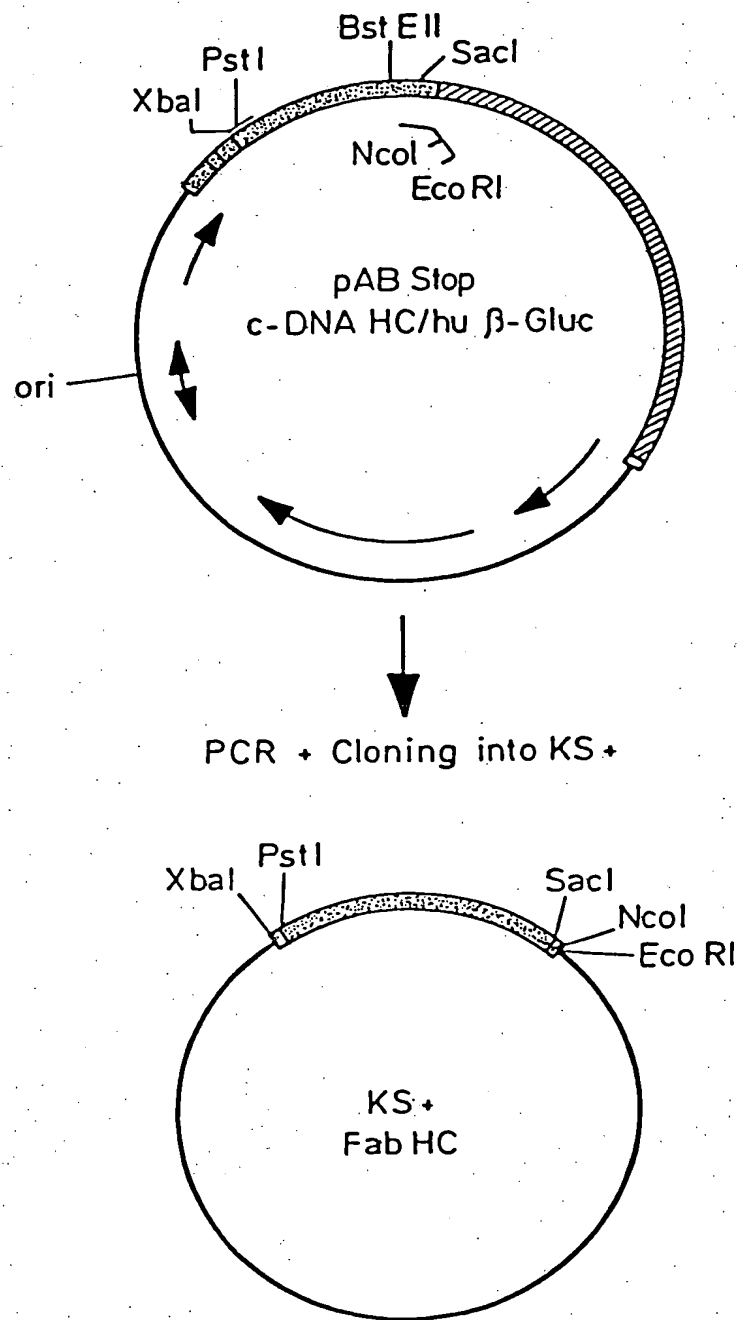 Bst EII
SacI
PstI
XbaI
NcoI
Eco RI
pAB Stop
c-DNA HC/hu β-Gluc
ori
PCR + Cloning into KS+
PstI
XbaI
SacI
NcoI
Eco RI
KS+
Fab HC